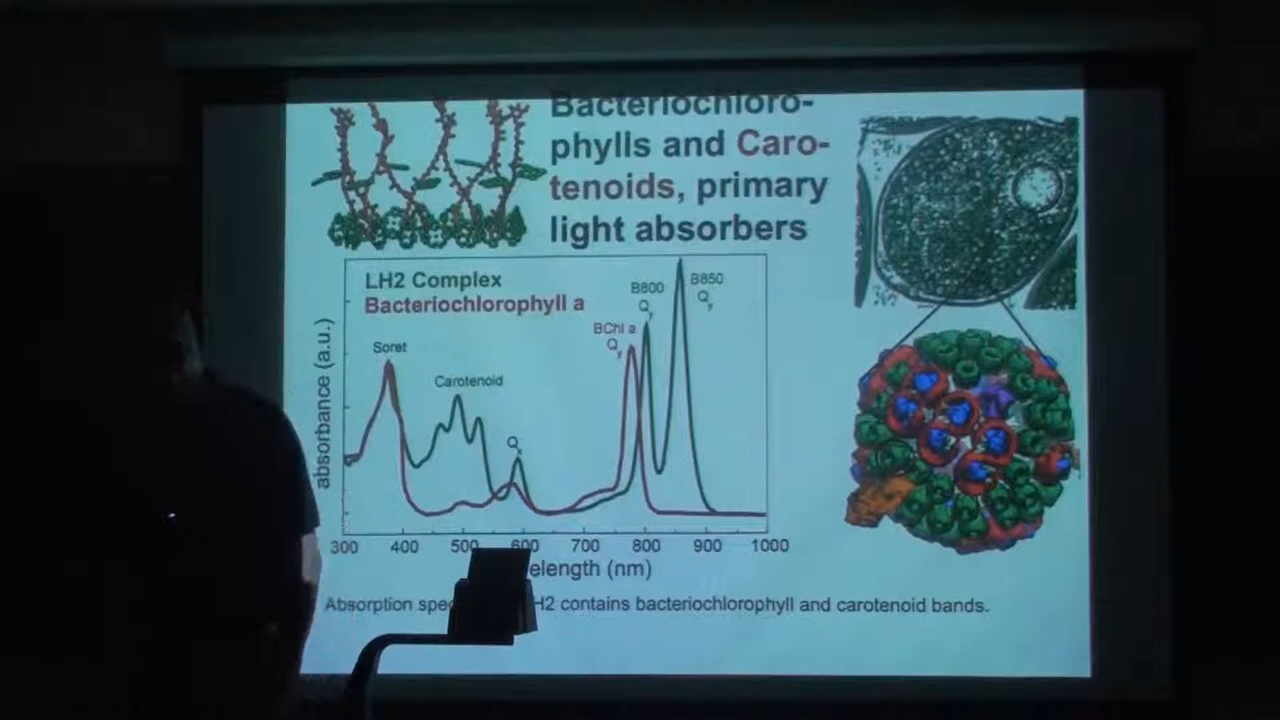 Bacteriochloro-
phylls and Caro-
tenoids, primary
light absorbers
LH2 Complex
Bacteriochlorophyll a
B800
Qy
B850
Qy
BChl a
Qy
Soret
Carotenoid
Qx
absorbance (a.u.)
300 400 500 600 700 800 900 1000
elength (nm)
Absorption spe H2 contains bacteriochlorophyll and carotenoid bands.